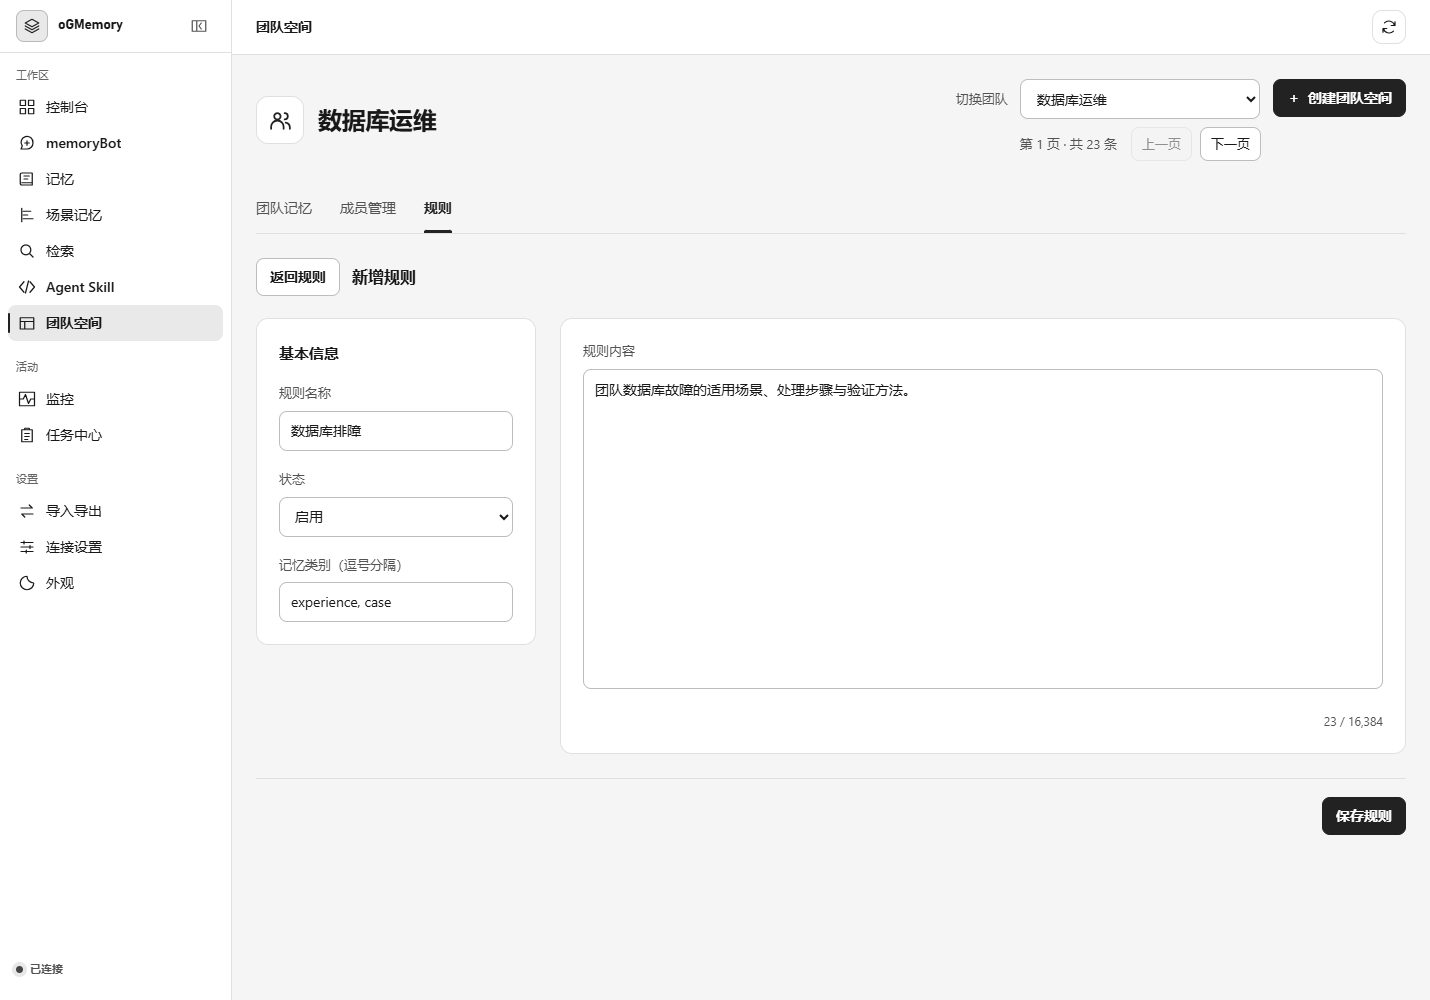 oGMemory
工作区
控制台
memoryBot
记忆
场景记忆
检索
Agent Skill
团队空间
活动
监控
任务中心
设置
导入导出
连接设置
外观
已连接
团队空间
数据库运维
切换团队
数据库运维
+ 创建团队空间
第 1 页 · 共 23 条
上一页
下一页
团队记忆
成员管理
规则
返回规则
新增规则
基本信息
规则名称
数据库排障
状态
启用
记忆类别（逗号分隔）
experience, case
规则内容
团队数据库故障的适用场景、处理步骤与验证方法。
23 / 16,384
保存规则